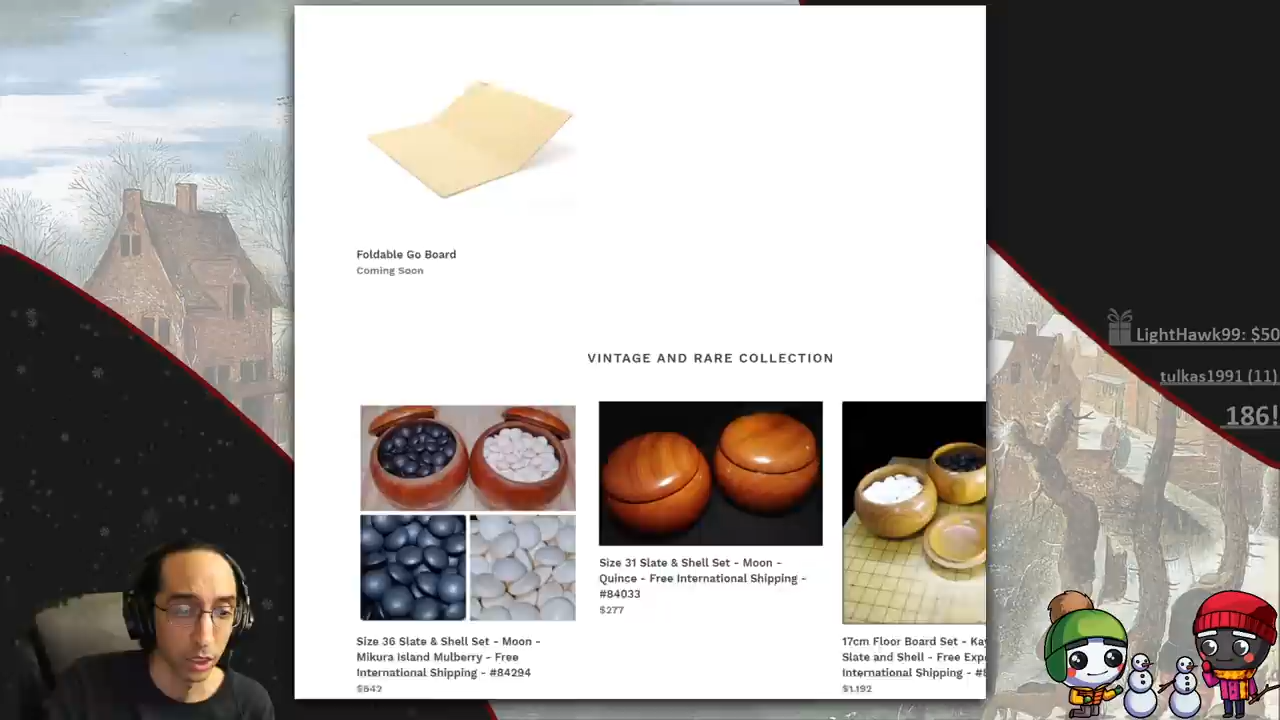 Foldable Go Board
Coming Soon
VINTAGE AND RARE COLLECTION
Size 36 Slate & Shell Set - Moon -
Mikura Island Mulberry - Free
International Shipping - #84294
$642
Size 31 Slate & Shell Set - Moon -
Quince - Free International Shipping -
#84033
$277
17cm Floor Board Set - Kay
Slate and Shell - Free Exp
International Shipping - #8
$1,192
LightHawk99: $50
tulkas1991 (11)
186!